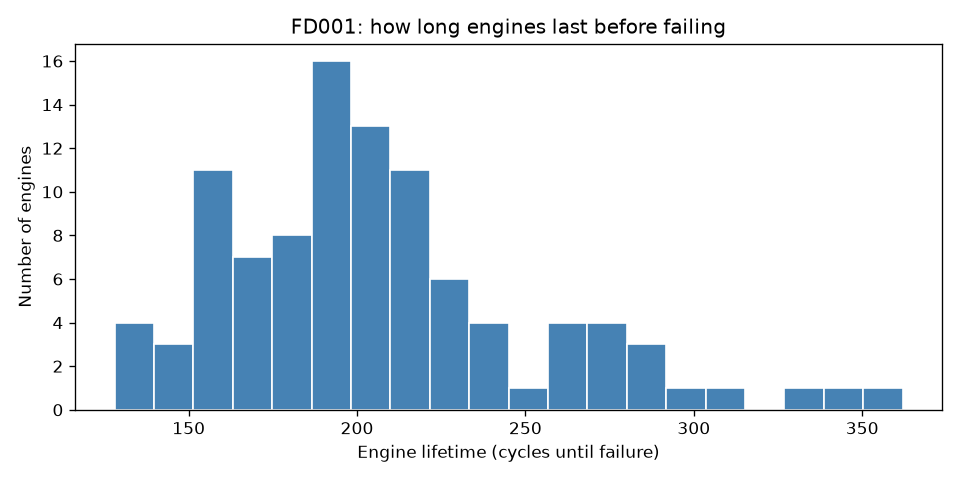 FD001: how long engines last before failing
16
14
12
10
8
6
4
2
0
Number of engines
150 200 250 300 350
Engine lifetime (cycles until failure)